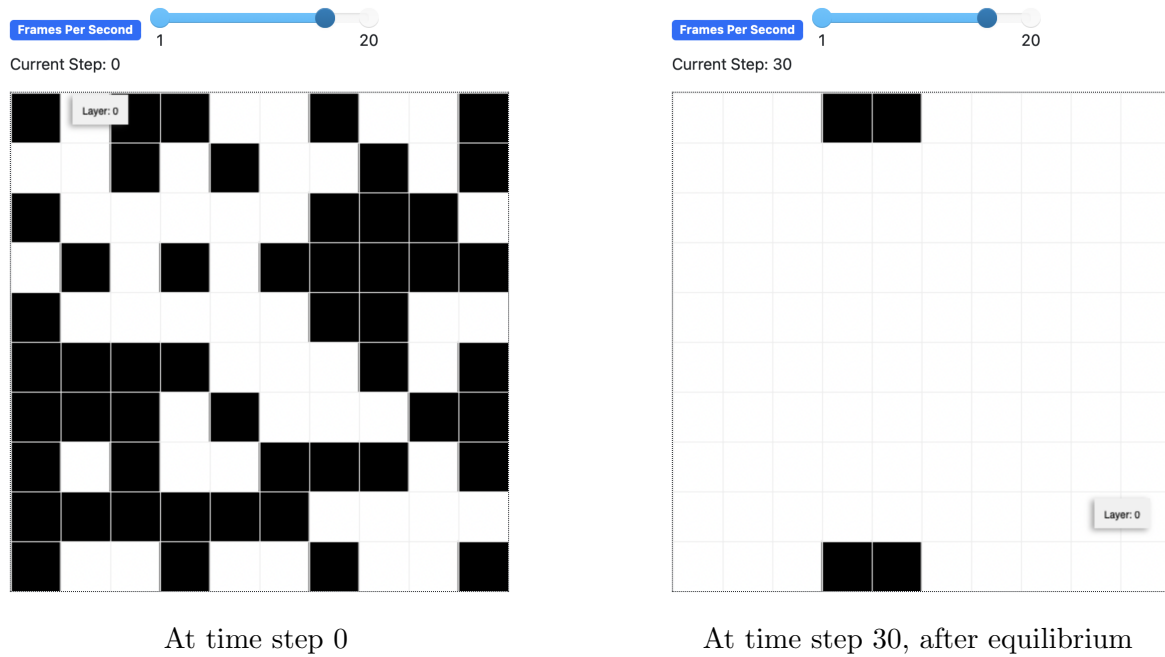 Frames Per Second
1 20
Current Step: 0
Layer: 0
At time step 0
Frames Per Second
1 20
Current Step: 30
Layer: 0
At time step 30, after equilibrium